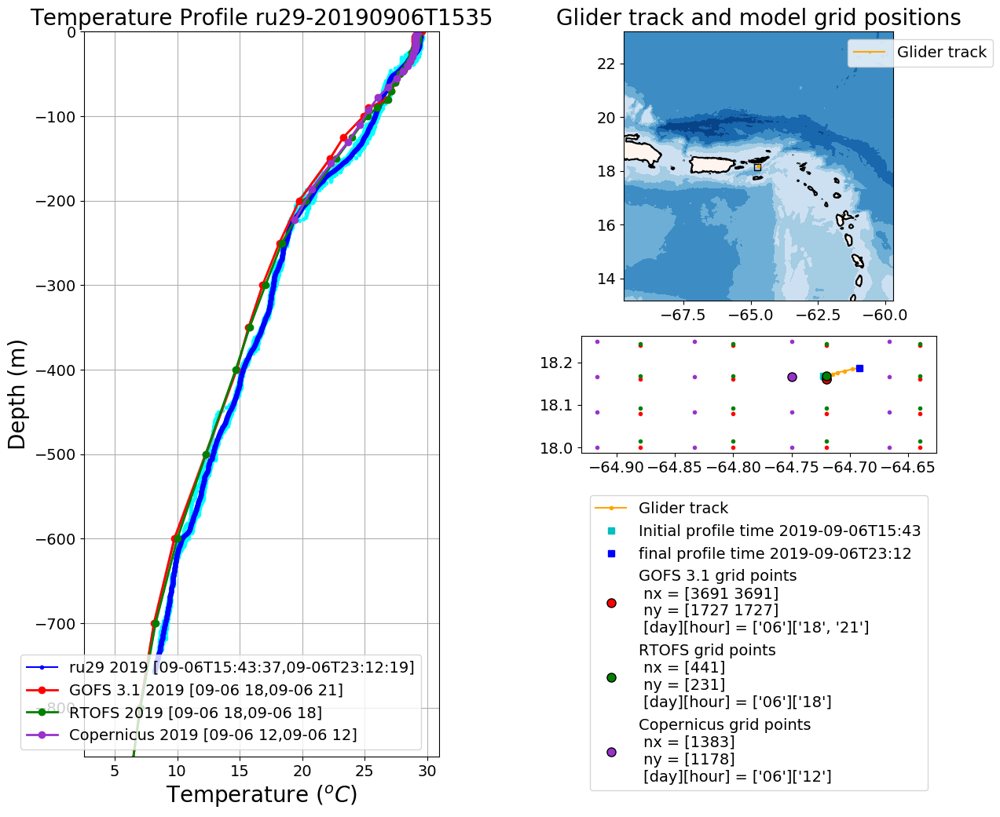 Temperature Profile ru29-20190906T1535
0
−100
−200
−300
−400
−500
−600
−700
−800
Depth (m)
5
10
15
20
25
30
Temperature (°C)
ru29 2019 [09-06T15:43:37,09-06T23:12:19]
GOFS 3.1 2019 [09-06 18,09-06 21]
RTOFS 2019 [09-06 18,09-06 18]
Copernicus 2019 [09-06 12,09-06 12]
Glider track and model grid positions
Glider track
22
20
18
16
14
−67.5
−65.0
−62.5
−60.0
18.2
18.1
18.0
−64.90
−64.85
−64.80
−64.75
−64.70
−64.65
Glider track
Initial profile time 2019-09-06T15:43
final profile time 2019-09-06T23:12
GOFS 3.1 grid points
nx = [3691 3691]
ny = [1727 1727]
[day][hour] = ['06']['18', '21']
RTOFS grid points
nx = [441]
ny = [231]
[day][hour] = ['06']['18']
Copernicus grid points
nx = [1383]
ny = [1178]
[day][hour] = ['06']['12']